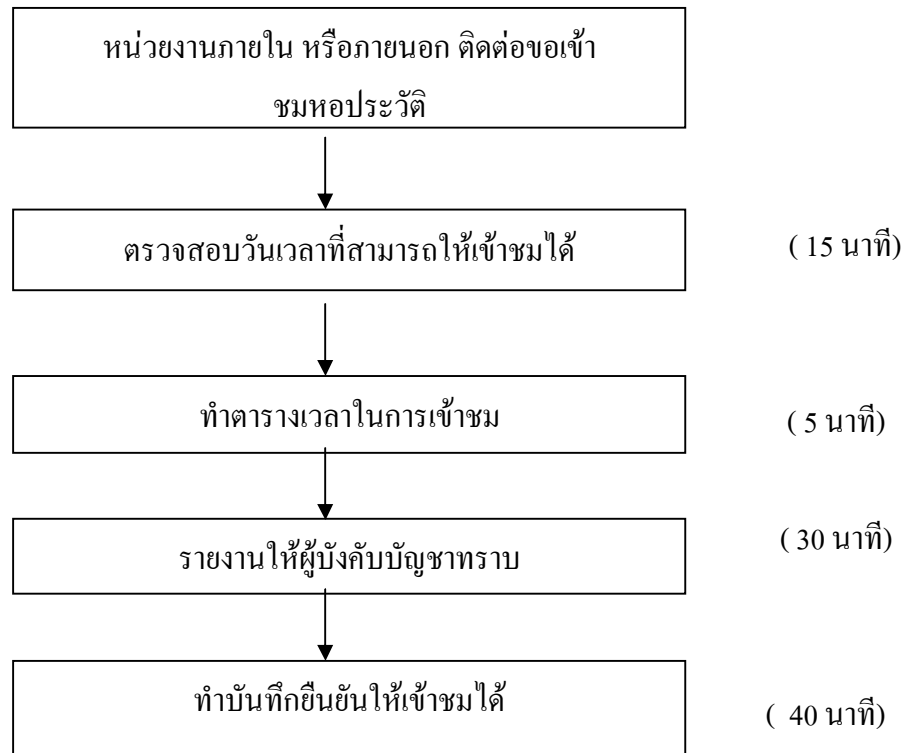 หน่วยงานภายใน หรือภายนอก ติดต่อขอเข้า
ชมหอประวัติ
ตรวจสอบวันเวลาที่สามารถให้เข้าชมได้
( 15 นาที)
ทำตารางเวลาในการเข้าชม
( 5 นาที)
รายงานให้ผู้บังคับบัญชาทราบ
( 30 นาที)
ทำบันทึกยืนยันให้เข้าชมได้
( 40 นาที)